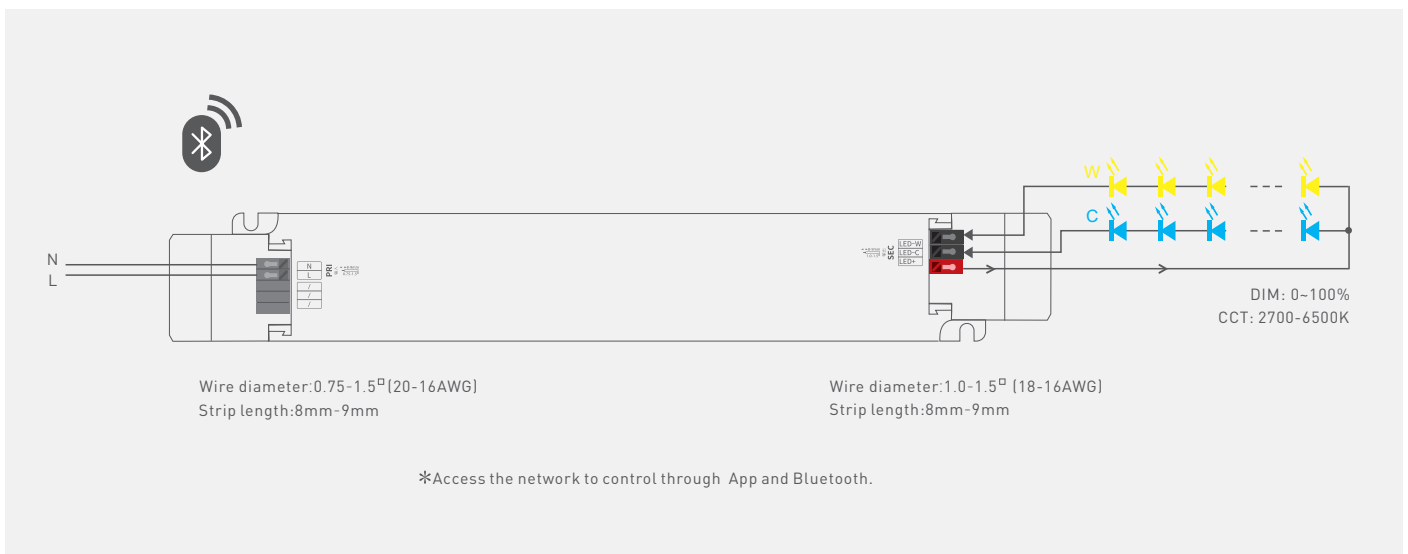 W
C
N
L
N
L
/
/
/
PRI
SEC
LED-W
LED-C
LED+
DIM: 0~100%
CCT: 2700-6500K
Wire diameter:0.75-1.5□(20-16AWG)
Strip length:8mm-9mm
Wire diameter:1.0-1.5□ (18-16AWG)
Strip length:8mm-9mm
*Access the network to control through App and Bluetooth.